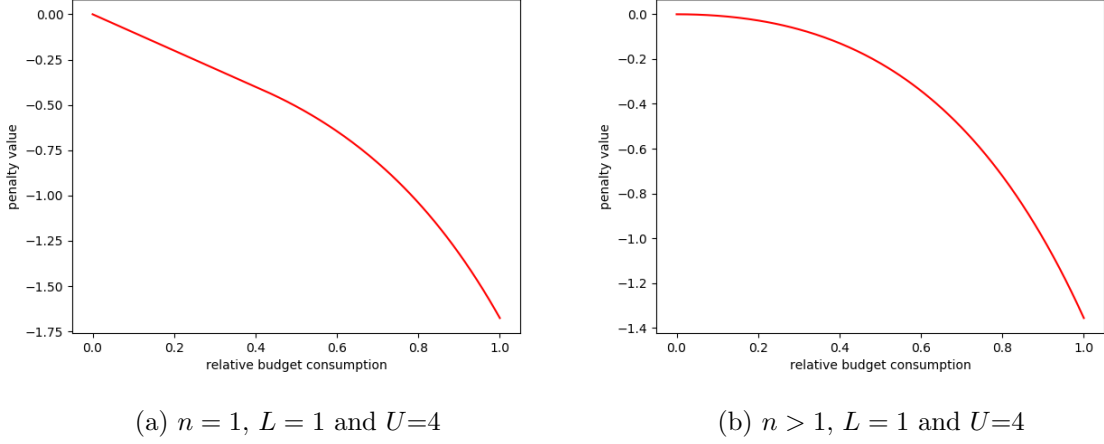 0.00
−0.25
−0.50
−0.75
−1.00
−1.25
−1.50
−1.75
penalty value
0.0 0.2 0.4 0.6 0.8 1.0
relative budget consumption
(a) n = 1, L = 1 and U=4
0.0
−0.2
−0.4
−0.6
−0.8
−1.0
−1.2
−1.4
penalty value
0.0 0.2 0.4 0.6 0.8 1.0
relative budget consumption
(b) n > 1, L = 1 and U=4